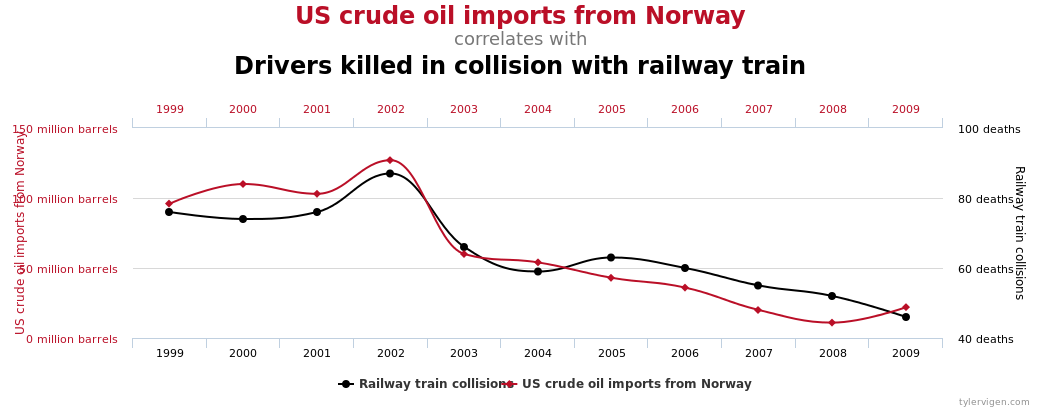 US crude oil imports from Norway
correlates with
Drivers killed in collision with railway train
1999 2000 2001 2002 2003 2004 2005 2006 2007 2008 2009
150 million barrels
100 deaths
100 million barrels
80 deaths
50 million barrels
60 deaths
0 million barrels
40 deaths
US crude oil imports from Norway
Railway train collisions
1999 2000 2001 2002 2003 2004 2005 2006 2007 2008 2009
Railway train collisions US crude oil imports from Norway
tylervigen.com